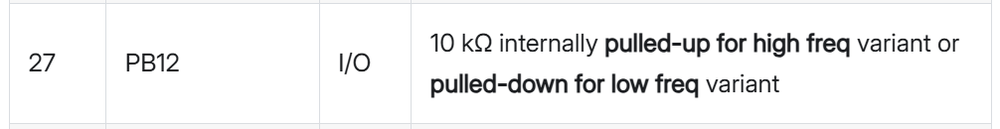 27 PB12 I/O 10 kΩ internally pulled-up for high freq variant or
pulled-down for low freq variant